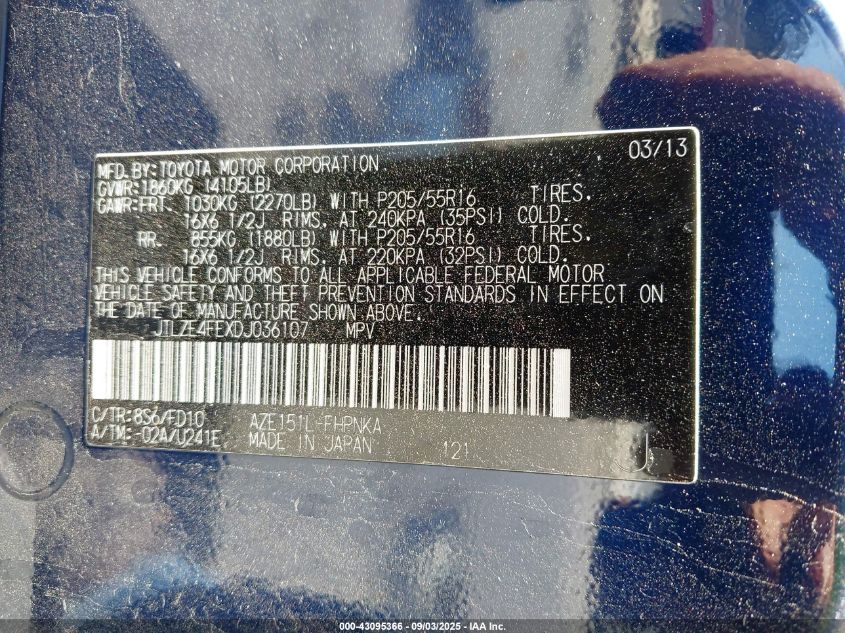 MFD. BY: TOYOTA MOTOR CORPORATION 03/13
GVWR: 1860KG (4105LB)
GAWR: FRT. 1030KG (2270LB) WITH P205/55R16 TIRES,
16X6 1/2J RIMS, AT 240KPA (35PSI) COLD.
RR. 855KG (1880LB) WITH P205/55R16 TIRES,
16X6 1/2J RIMS, AT 220KPA (32PSI) COLD.
THIS VEHICLE CONFORMS TO ALL APPLICABLE FEDERAL MOTOR
VEHICLE SAFETY AND THEFT PREVENTION STANDARDS IN EFFECT ON
THE DATE OF MANUFACTURE SHOWN ABOVE.
JTLZE4FEXDJ036107 MPV
C/TR: 8S6/FD10 AZE151L-FHPNKA
A/TM: -02A/U241E MADE IN JAPAN 121 J
000-43095366 - 09/03/2025 - IAA Inc.